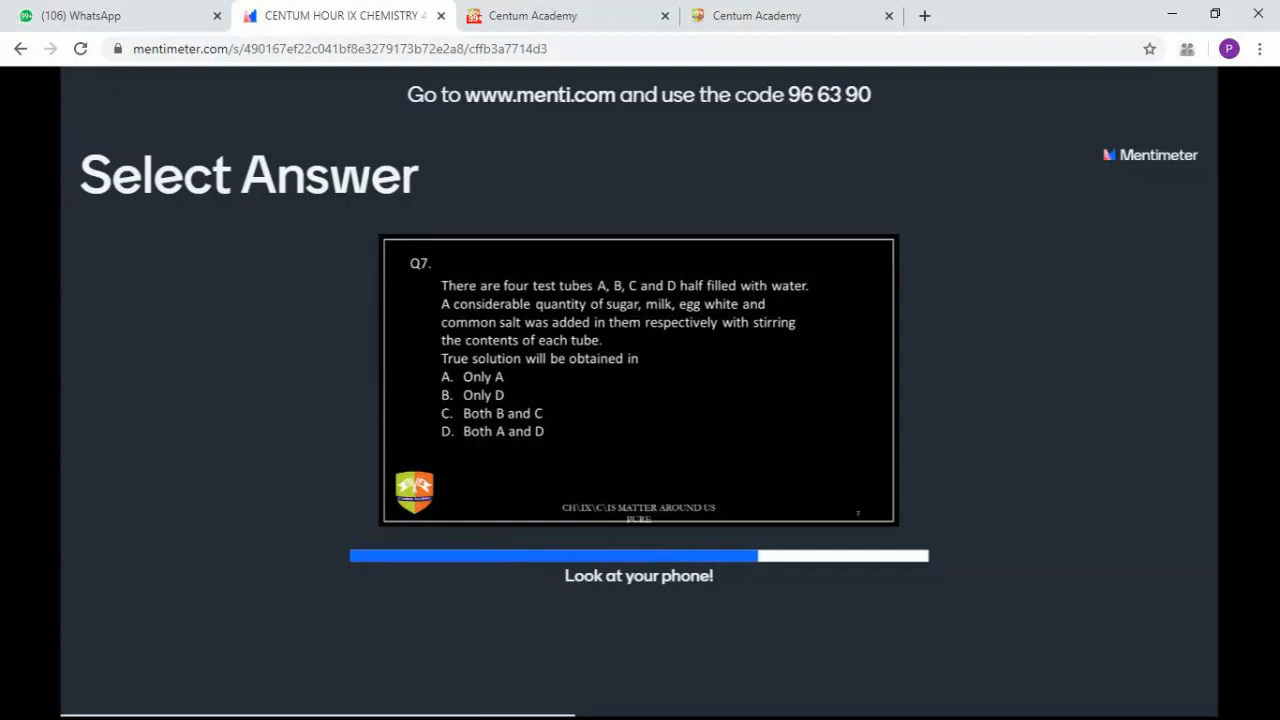 (106) WhatsApp
CENTUM HOUR IX CHEMISTRY 4
Centum Academy
Centum Academy
mentimeter.com/s/490167ef22c041bf8e3279173b72e2a8/cffb3a7714d3
P
Go to www.menti.com and use the code 96 63 90
Select Answer
Mentimeter
Q7.
There are four test tubes A, B, C and D half filled with water.
A considerable quantity of sugar, milk, egg white and
common salt was added in them respectively with stirring
the contents of each tube.
True solution will be obtained in
A. Only A
B. Only D
C. Both B and C
D. Both A and D
CH\IX\C\IS MATTER AROUND US
PURE
7
Look at your phone!